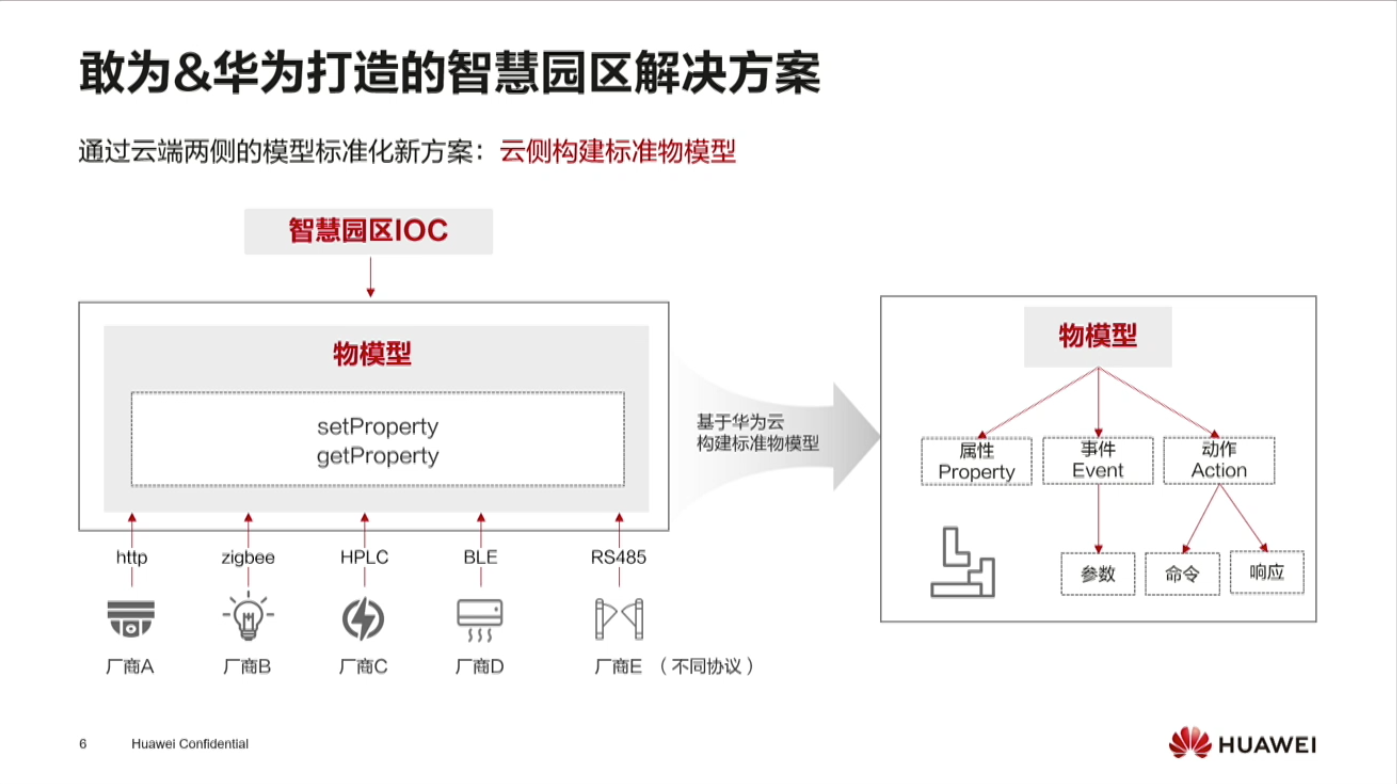 敢为&华为打造的智慧园区解决方案
通过云端两侧的模型标准化新方案：云侧构建标准物模型
智慧园区IOC
物模型
setProperty
getProperty
http
zigbee
HPLC
BLE
RS485
厂商A
厂商B
厂商C
厂商D
厂商E （不同协议）
基于华为云
构建标准物模型
物模型
属性
Property
事件
Event
动作
Action
参数
命令
响应
6
Huawei Confidential
HUAWEI